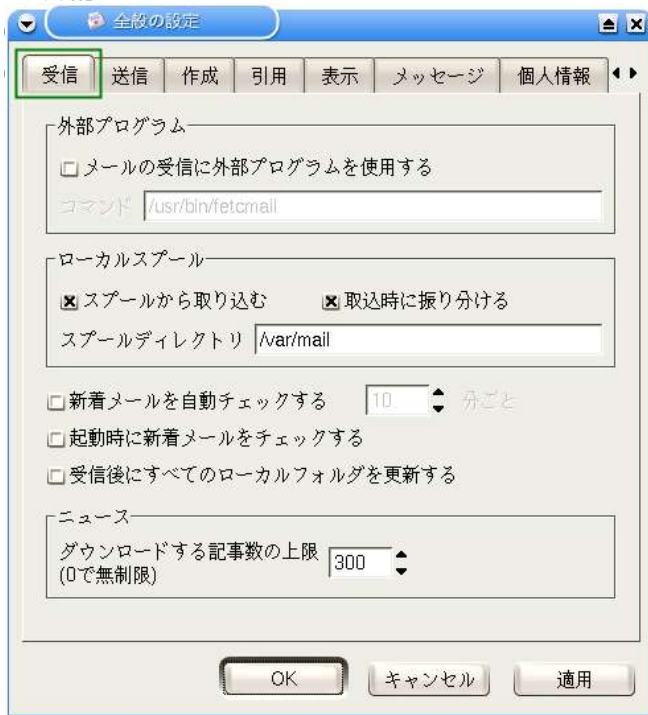 全般の設定
受信 送信 作成 引用 表示 メッセージ 個人情報
外部プログラム
メールの受信に外部プログラムを使用する
コマンド /usr/bin/fetcmail
ローカルスプール
スプールから取り込む 取込時に振り分ける
スプールディレクトリ /var/mail
新着メールを自動チェックする 10 分ごと
起動時に新着メールをチェックする
受信後にすべてのローカルフォルダを更新する
ニュース
ダウンロードする記事数の上限 300
(0で無制限)
OK キャンセル 適用